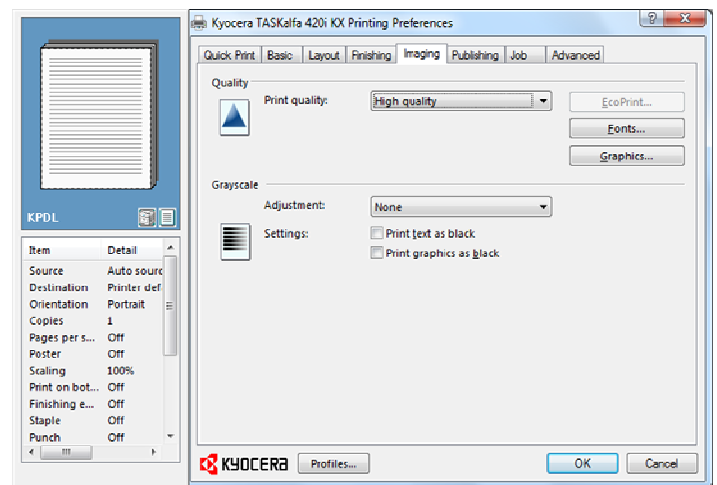 Kyocera TASKalfa 420i KX Printing Preferences
Quick Print Basic Layout Finishing Imaging Publishing Job Advanced
Quality
Print quality: High quality EcoPrint...
Fonts...
Graphics...
Grayscale
Adjustment: None
Settings: Print text as black
Print graphics as black
KPDL
Item Detail
Source Auto sourc
Destination Printer def
Orientation Portrait
Copies 1
Pages per s... Off
Poster Off
Scaling 100%
Print on bot... Off
Finishing e... Off
Staple Off
Punch Off
KYOCERA Profiles... OK Cancel